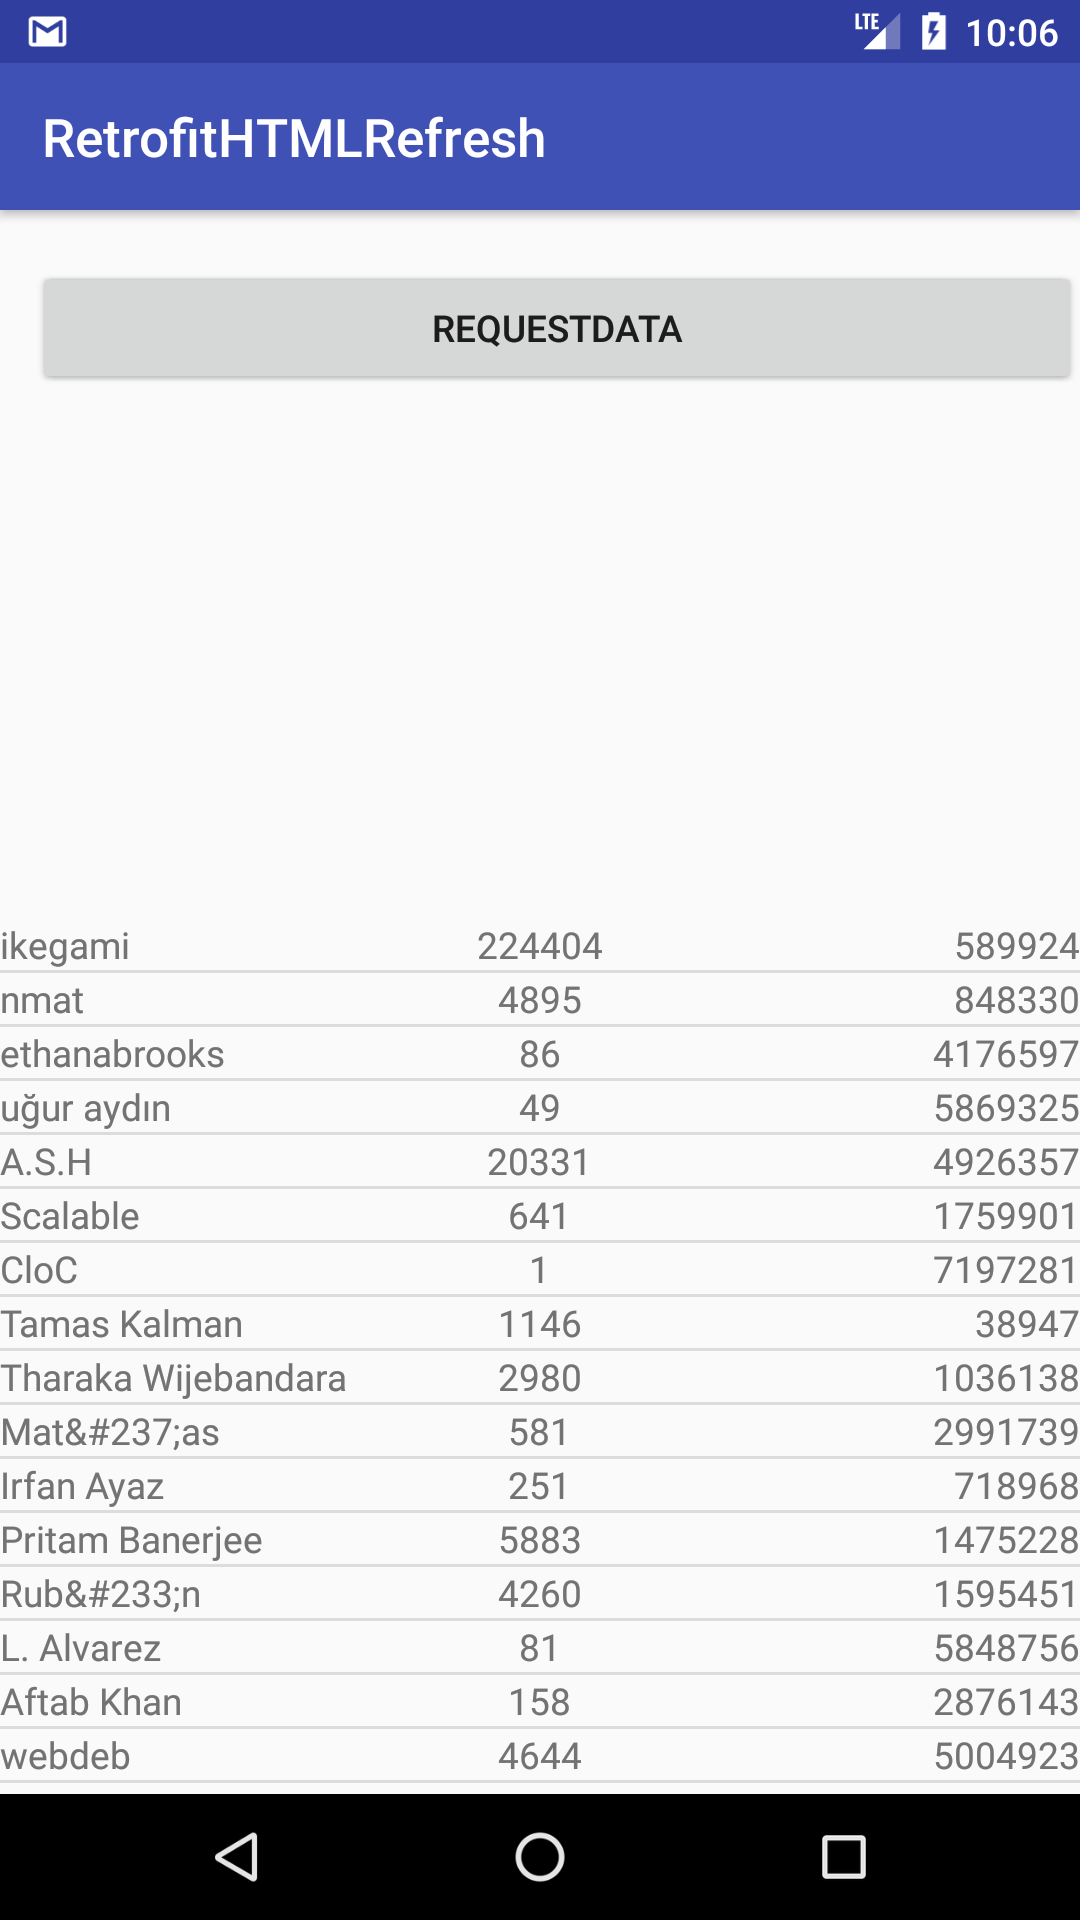 LTE 10:06
RetrofitHTMLRefresh
REQUESTDATA
ikegami 224404 589924
nmat 4895 848330
ethanabrooks 86 4176597
uğur aydın 49 5869325
A.S.H 20331 4926357
Scalable 641 1759901
CloC 1 7197281
Tamas Kalman 1146 38947
Tharaka Wijebandara 2980 1036138
Mat&#237;as 581 2991739
Irfan Ayaz 251 718968
Pritam Banerjee 5883 1475228
Rub&#233;n 4260 1595451
L. Alvarez 81 5848756
Aftab Khan 158 2876143
webdeb 4644 5004923